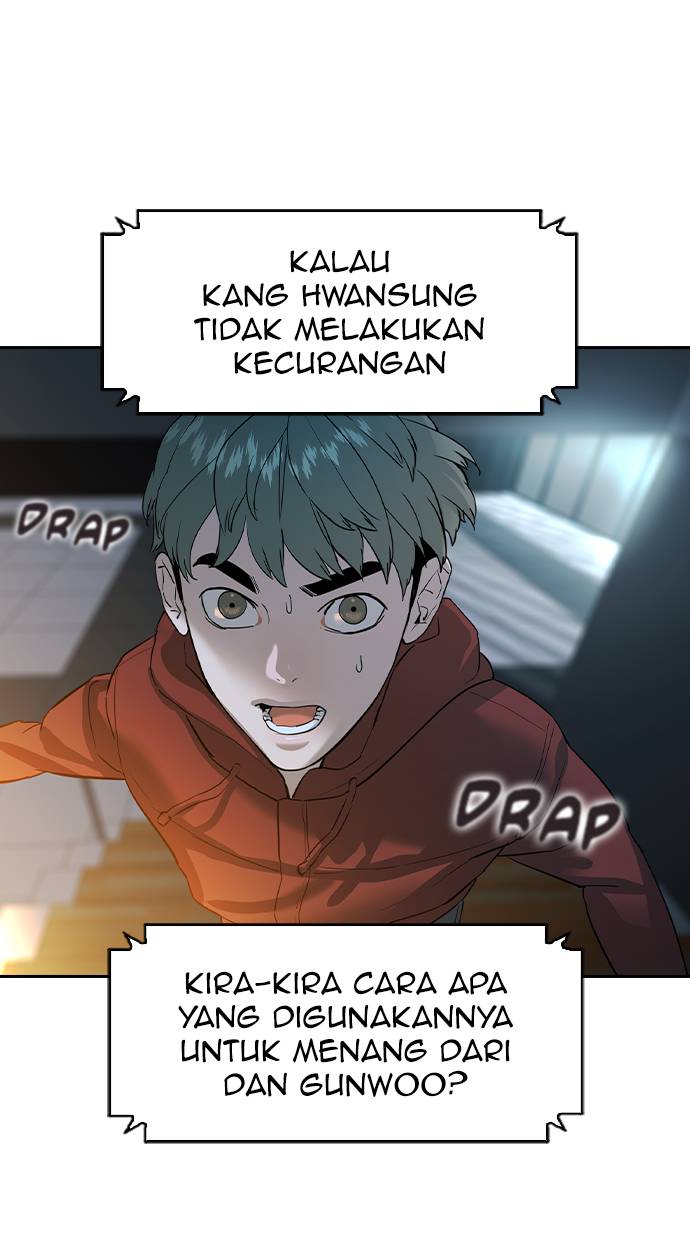 KALAU
KANG HWANSUNG
TIDAK MELAKUKAN
KECURANGAN
DRAP
DRAP
KIRA-KIRA CARA APA
YANG DIGUNAKANNYA
UNTUK MENANG DARI
DAN GUNWOO?